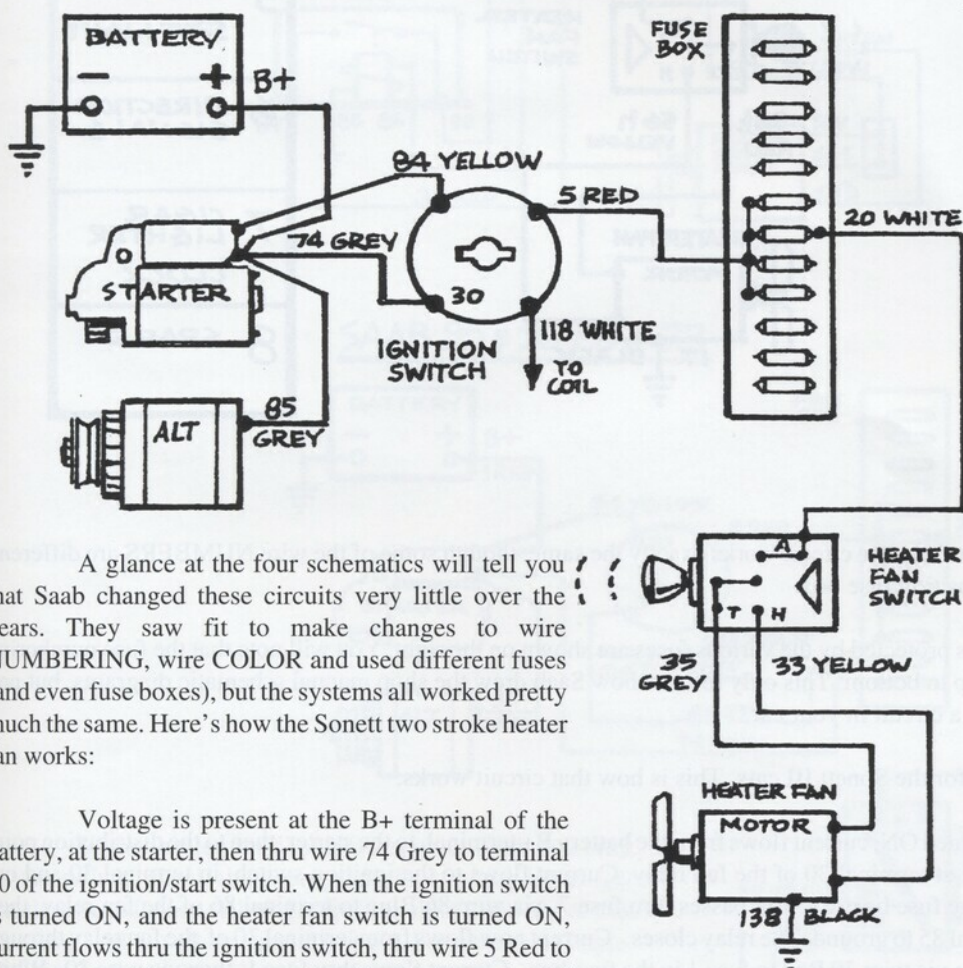 BATTERY
- +
B+
FUSE
BOX
84 YELLOW
5 RED
20 WHITE
74 GREY
30
STARTER
118 WHITE
TO
COIL
IGNITION
SWITCH
85
GREY
ALT
A
HEATER
FAN
SWITCH
T H
35
GREY
33 YELLOW
HEATER FAN
MOTOR
138 BLACK
A glance at the four schematics will tell you
hat Saab changed these circuits very little over the
ears. They saw fit to make changes to wire
NUMBERING, wire COLOR and used different fuses
and even fuse boxes), but the systems all worked pretty
uch the same. Here's how the Sonett two stroke heater
an works:
Voltage is present at the B+ terminal of the
attery, at the starter, then thru wire 74 Grey to terminal
0 of the ignition/start switch. When the ignition switch
s turned ON, and the heater fan switch is turned ON,
urrent flows thru the ignition switch, thru wire 5 Red to